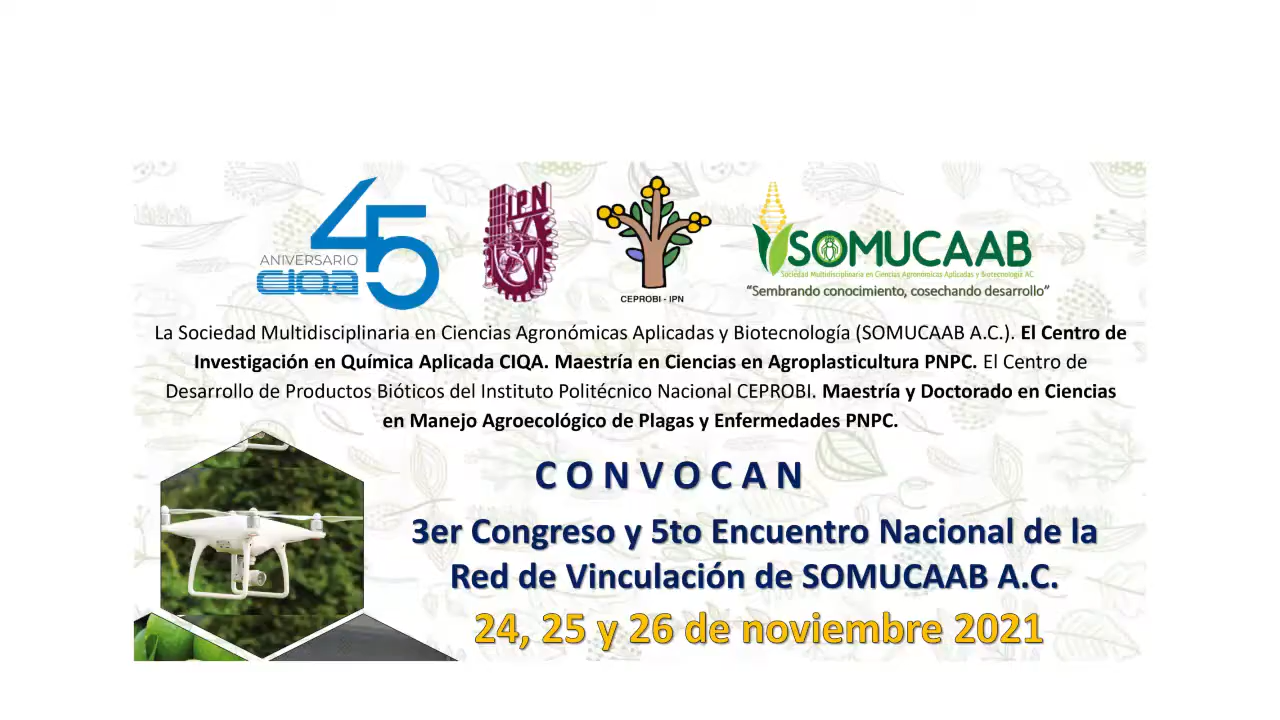 45
ANIVERSARIO
CIQA
IPN
CEPROBI - IPN
SOMUCAAB
Sociedad Multidisciplinaria en Ciencias Agronómicas Aplicadas y Biotecnología AC.
“Sembrando conocimiento, cosechando desarrollo”
La Sociedad Multidisciplinaria en Ciencias Agronómicas Aplicadas y Biotecnología (SOMUCAAB A.C.). El Centro de
Investigación en Química Aplicada CIQA. Maestría en Ciencias en Agroplasticultura PNPC. El Centro de
Desarrollo de Productos Bióticos del Instituto Politécnico Nacional CEPROBI. Maestría y Doctorado en Ciencias
en Manejo Agroecológico de Plagas y Enfermedades PNPC.
CONVOCAN
3er Congreso y 5to Encuentro Nacional de la
Red de Vinculación de SOMUCAAB A.C.
24, 25 y 26 de noviembre 2021